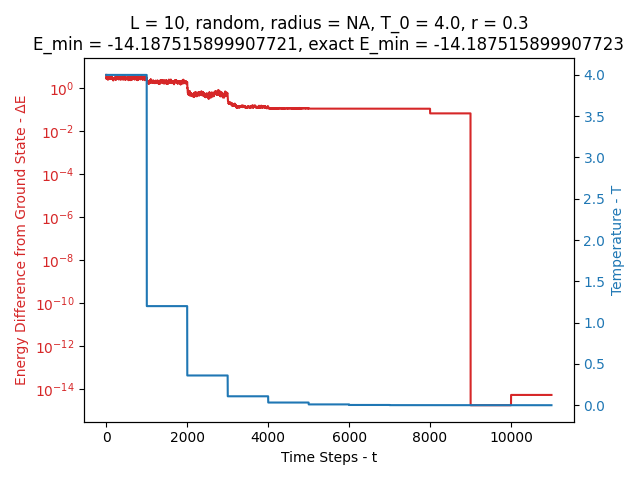 L = 10, random, radius = NA, T_0 = 4.0, r = 0.3
E_min = -14.187515899907721, exact E_min = -14.187515899907723
Energy Difference from Ground State - ΔE
10^0
10^-2
10^-4
10^-6
10^-8
10^-10
10^-12
10^-14
4.0
3.5
3.0
2.5
2.0
1.5
1.0
0.5
0.0
Temperature - T
0 2000 4000 6000 8000 10000
Time Steps - t